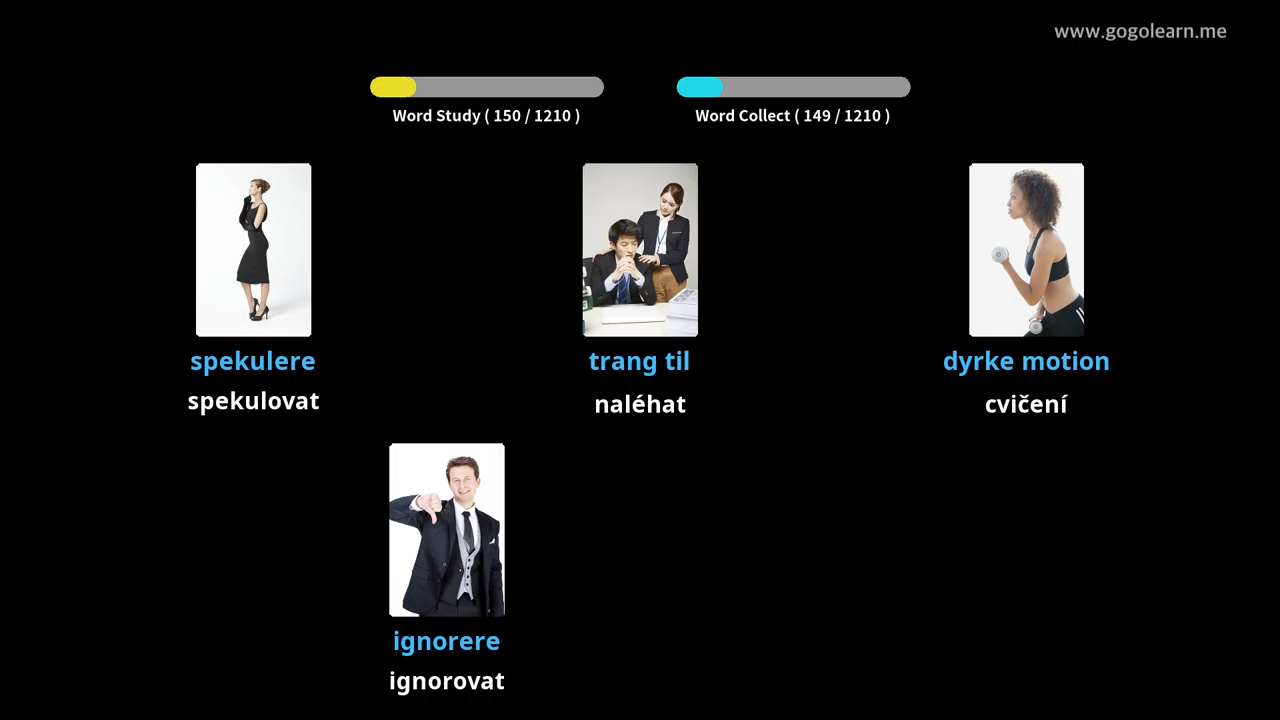 www.gogolearn.me
Word Study ( 150 / 1210 )
Word Collect ( 149 / 1210 )
spekulere
trang til
dyrke motion
spekulovat
naléhat
cvičení
ignorere
ignorovat